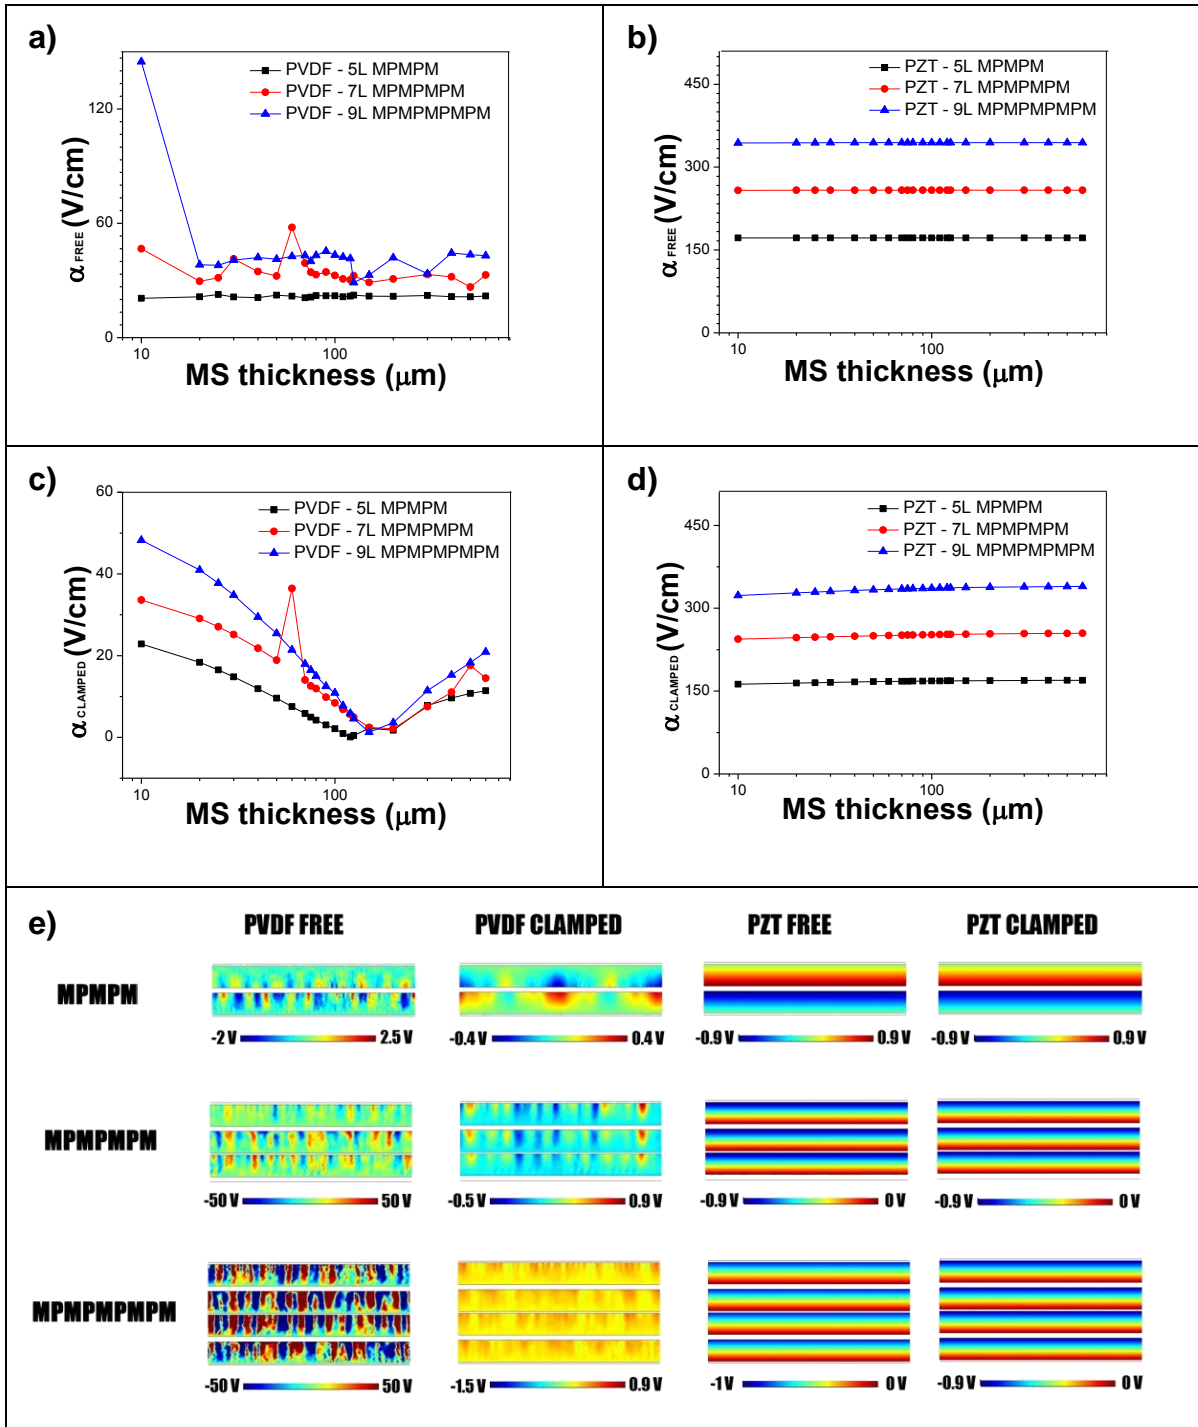 a)
PVDF - 5L MPMPM
PVDF - 7L MPMPMPM
PVDF - 9L MPMPMPMPM
α FREE (V/cm)
120
60
0
10
100
MS thickness (μm)
b)
PZT - 5L MPMPM
PZT - 7L MPMPMPM
PZT - 9L MPMPMPMPM
α FREE (V/cm)
450
300
150
0
10
100
MS thickness (μm)
c)
PVDF - 5L MPMPM
PVDF - 7L MPMPMPM
PVDF - 9L MPMPMPMPM
α CLAMPED (V/cm)
60
40
20
0
10
100
MS thickness (μm)
d)
PZT - 5L MPMPM
PZT - 7L MPMPMPM
PZT - 9L MPMPMPMPM
α CLAMPED (V/cm)
450
300
150
0
10
100
MS thickness (μm)
e)
PVDF FREE
PVDF CLAMPED
PZT FREE
PZT CLAMPED
MPMPM
-2 V 2.5 V
-0.4 V 0.4 V
-0.9 V 0.9 V
-0.9 V 0.9 V
MPMPMPM
-50 V 50 V
-0.5 V 0.9 V
-0.9 V 0 V
-0.9 V 0 V
MPMPMPMPM
-50 V 50 V
-1.5 V 0.9 V
-1 V 0 V
-0.9 V 0 V